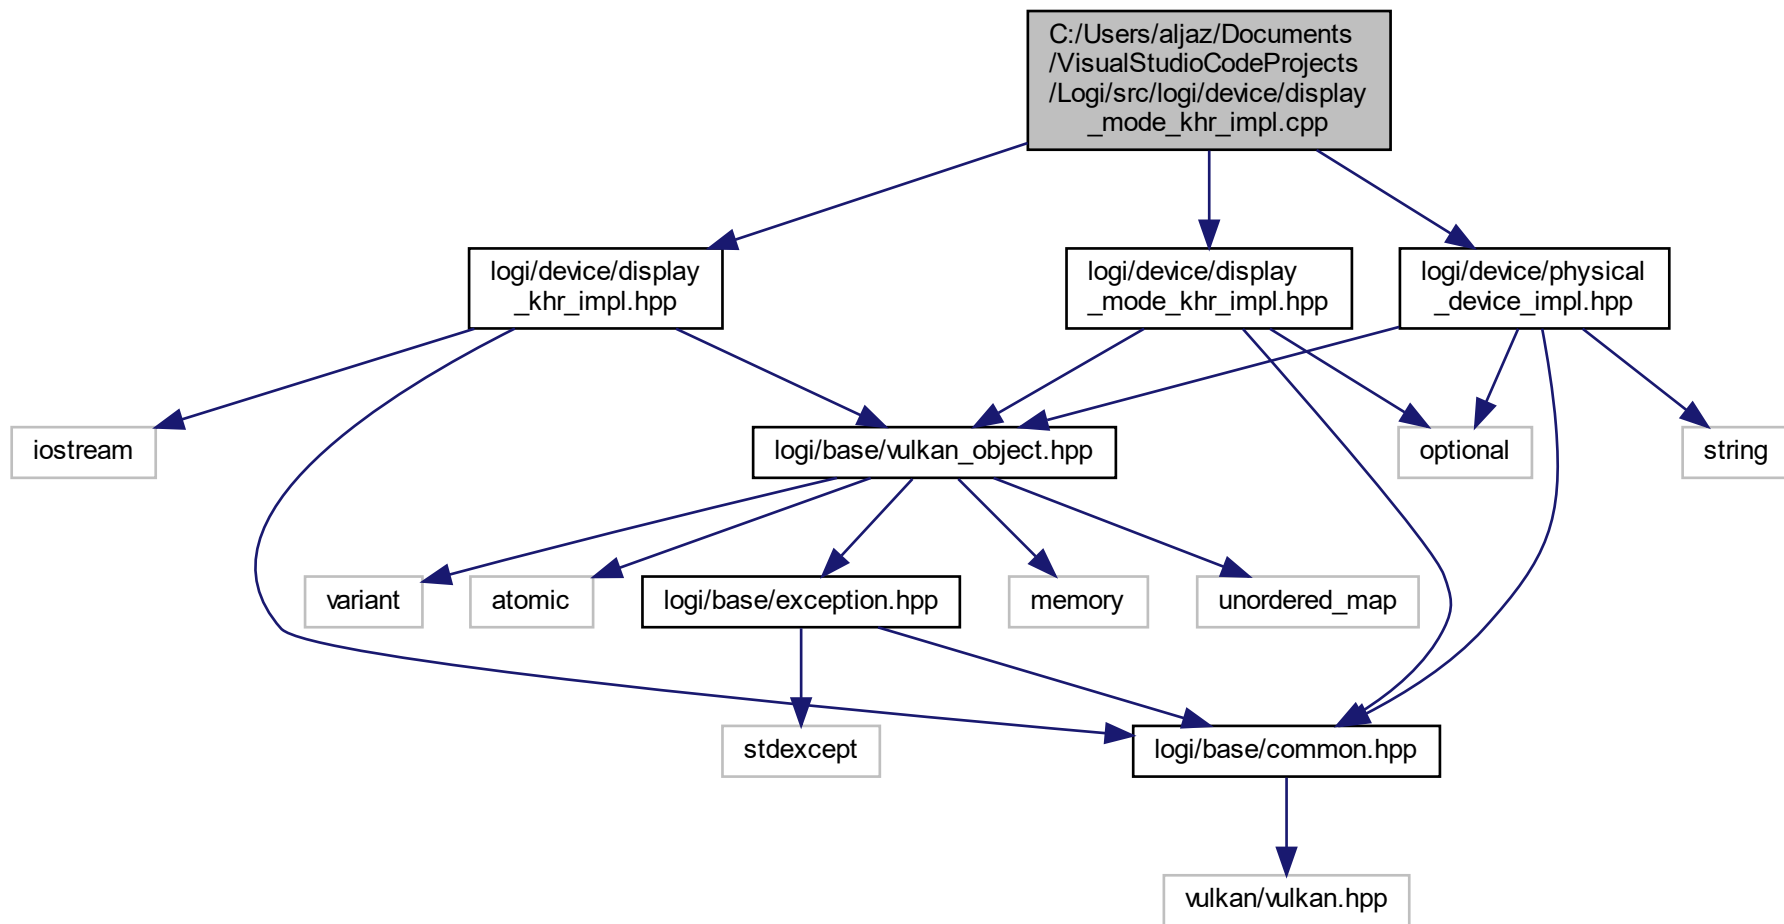 C:/Users/aljaz/Documents
/VisualStudioCodeProjects
/Logi/src/logi/device/display
_mode_khr_impl.cpp
logi/device/display
_khr_impl.hpp
logi/device/display
_mode_khr_impl.hpp
logi/device/physical
_device_impl.hpp
iostream
logi/base/vulkan_object.hpp
optional
string
variant
atomic
logi/base/exception.hpp
memory
unordered_map
stdexcept
logi/base/common.hpp
vulkan/vulkan.hpp